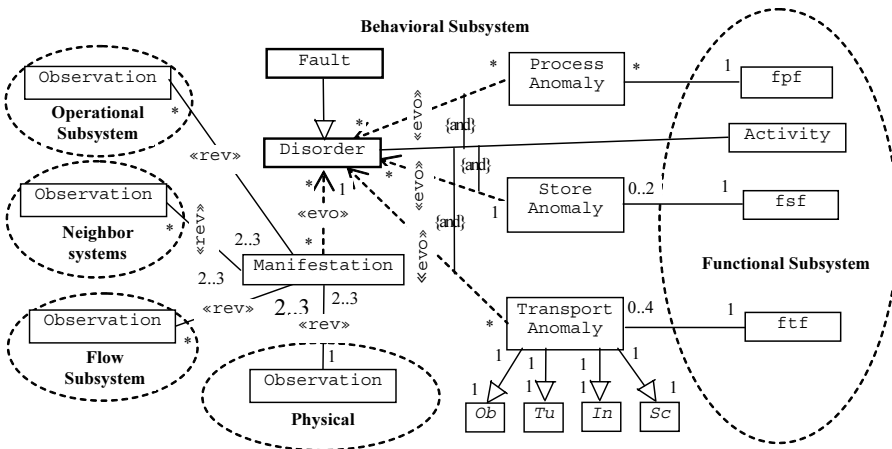 Behavioral Subsystem
Fault
Process
Anomaly
*
*
1
fpf
Observation
Operational
Subsystem
*
«evo»
{and}
Activity
*
1
Disorder
«rev»
*
*
*
{and}
«evo»
Store
Anomaly
1
0..2
1
fsf
Observation
Neighbor
systems
*
«rev»
«evo»
{and}
2..3
*
2..3
Manifestation
«evo»
Functional Subsystem
«rev»
2..3
2..3
«rev»
Transport
Anomaly
*
0..4
1
ftf
Observation
*
Flow
Subsystem
1
1
1
1
1
Observation
Physical
1
1
1
1
Ob
Tu
In
Sc